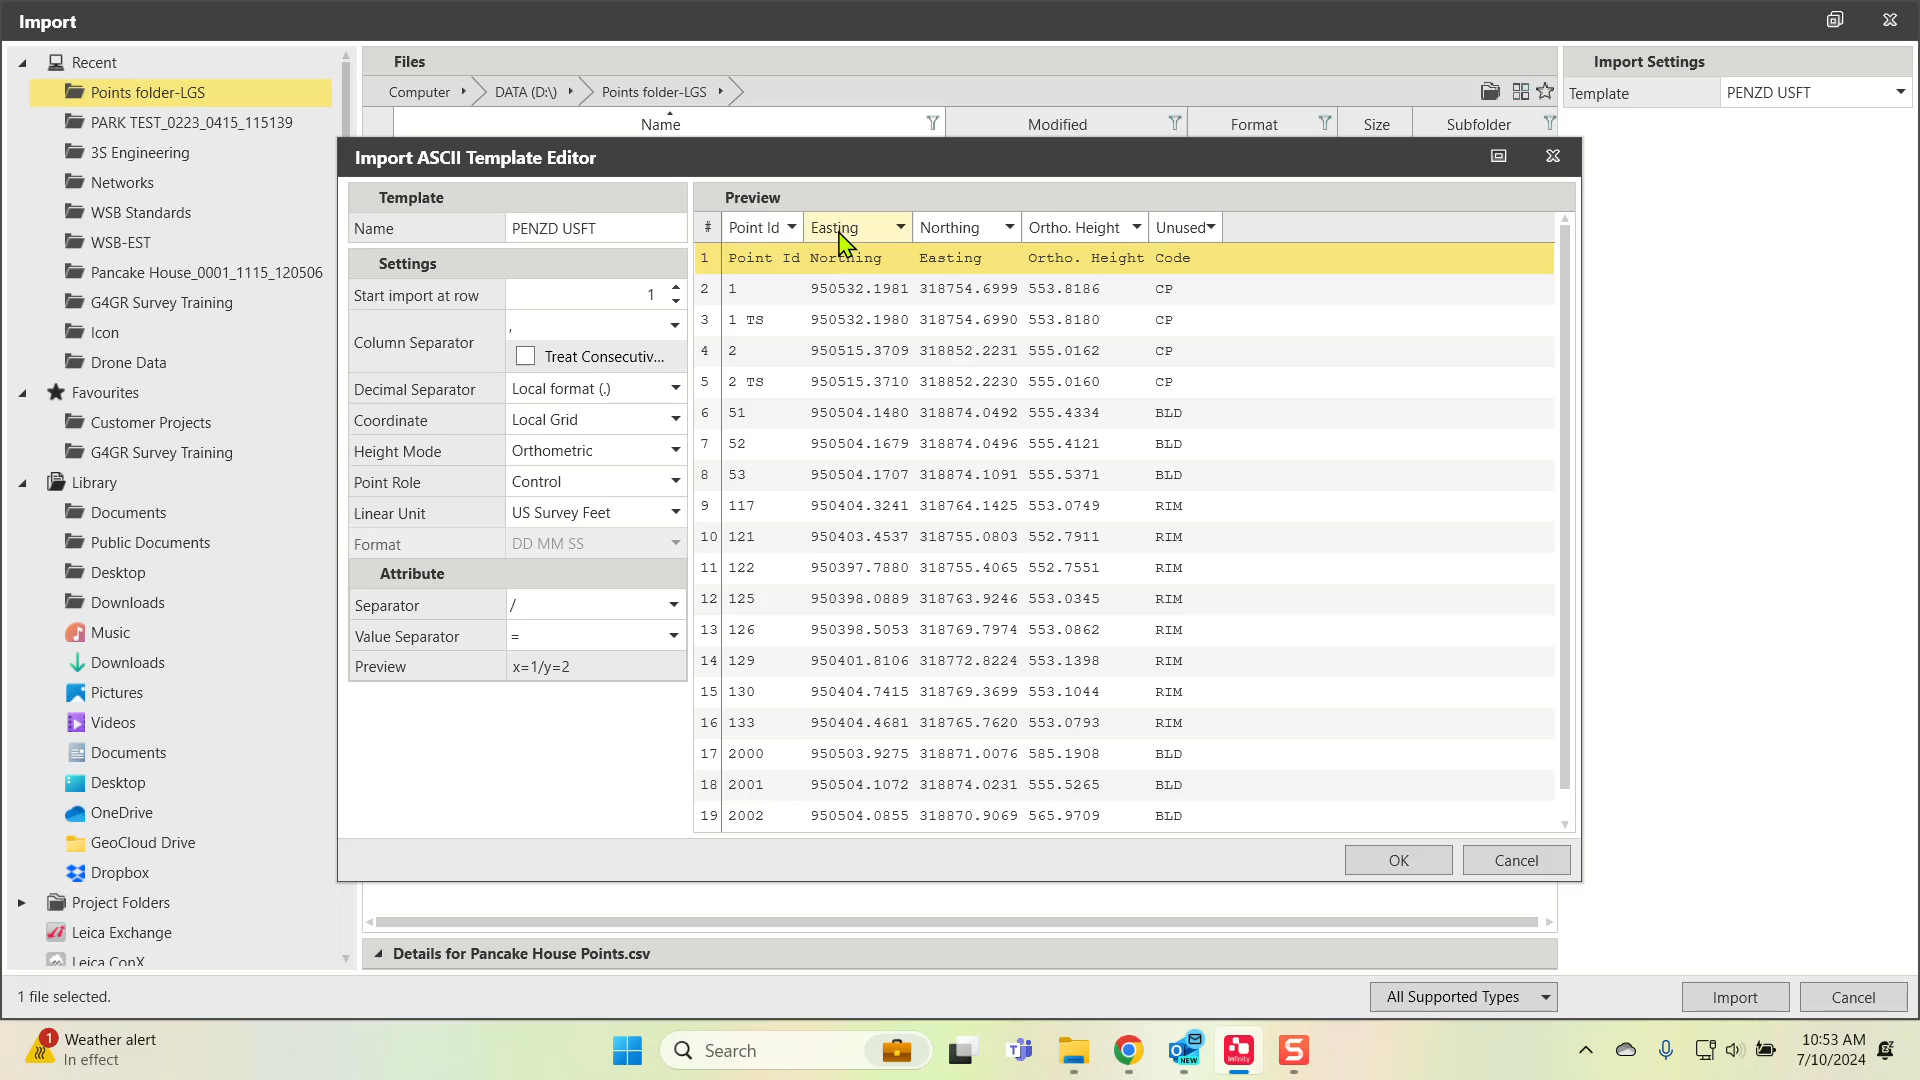 Import
Recent
Points folder-LGS
PARK TEST_0223_0415_115139
3S Engineering
Networks
WSB Standards
WSB-EST
Pancake House_0001_1115_120506
G4GR Survey Training
Icon
Drone Data
Favourites
Customer Projects
G4GR Survey Training
Library
Documents
Public Documents
Desktop
Downloads
Music
Downloads
Pictures
Videos
Documents
Desktop
OneDrive
GeoCloud Drive
Dropbox
Project Folders
Leica Exchange
Leica ConX
Files
Computer DATA (D:\) Points folder-LGS
Name Modified Format Size Subfolder
Import Settings
Template PENZD USFT
Import ASCII Template Editor
Template
Name PENZD USFT
Settings
Start import at row 1
Column Separator ,
Treat Consecutiv...
Decimal Separator Local format (.)
Coordinate Local Grid
Height Mode Orthometric
Point Role Control
Linear Unit US Survey Feet
Format DD MM SS
Attribute
Separator /
Value Separator =
Preview x=1/y=2
Preview
# Point Id Easting Northing Ortho. Height Unused
1 Point Id Northing Easting Ortho. Height Code
2 1 950532.1981 318754.6999 553.8186 CP
3 1 TS 950532.1980 318754.6990 553.8180 CP
4 2 950515.3709 318852.2231 555.0162 CP
5 2 TS 950515.3710 318852.2230 555.0160 CP
6 51 950504.1480 318874.0492 555.4334 BLD
7 52 950504.1679 318874.0496 555.4121 BLD
8 53 950504.1707 318874.1091 555.5371 BLD
9 117 950404.3241 318764.1425 553.0749 RIM
10 121 950403.4537 318755.0803 552.7911 RIM
11 122 950397.7880 318755.4065 552.7551 RIM
12 125 950398.0889 318763.9246 553.0345 RIM
13 126 950398.5053 318769.7974 553.0862 RIM
14 129 950401.8106 318772.8224 553.1398 RIM
15 130 950404.7415 318769.3699 553.1044 RIM
16 133 950404.4681 318765.7620 553.0793 RIM
17 2000 950503.9275 318871.0076 585.1908 BLD
18 2001 950504.1072 318874.0231 555.5265 BLD
19 2002 950504.0855 318870.9069 565.9709 BLD
OK Cancel
Details for Pancake House Points.csv
1 file selected.
All Supported Types
Import Cancel
1
Weather alert
In effect
Search
NEW
infinity
10:53 AM
7/10/2024